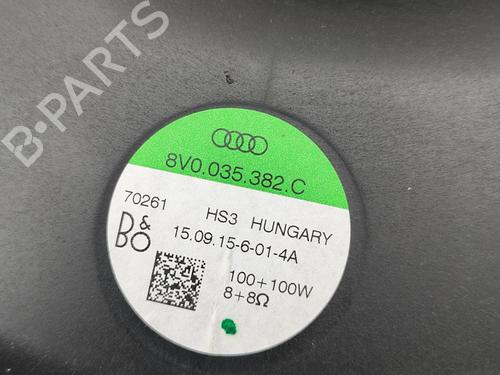 B-PARTS
8V0.035.382.C
70261
HS3 HUNGARY
B&O
15.09.15-6-01-4A
100+100W
8+8Ω